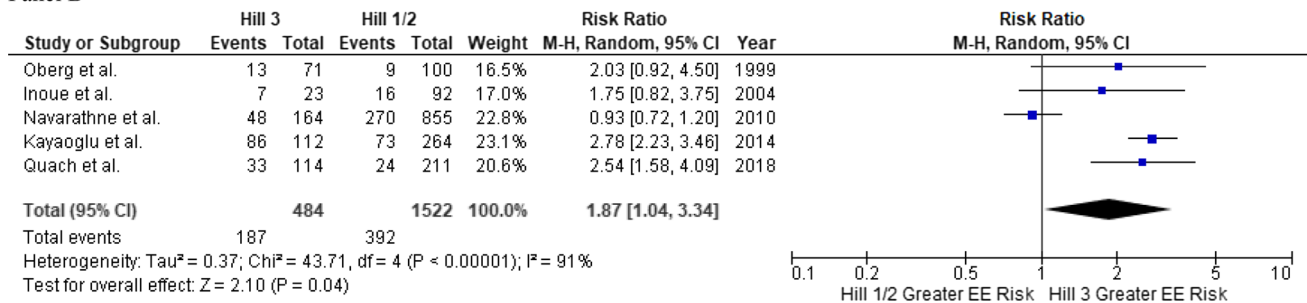 Hill 3 Hill 1/2 Risk Ratio Risk Ratio
Study or Subgroup Events Total Events Total Weight M-H, Random, 95% CI Year M-H, Random, 95% CI
Oberg et al. 13 71 9 100 16.5% 2.03 [0.92, 4.50] 1999
Inoue et al. 7 23 16 92 17.0% 1.75 [0.82, 3.75] 2004
Navarathne et al. 48 164 270 855 22.8% 0.93 [0.72, 1.20] 2010
Kayaoglu et al. 86 112 73 264 23.1% 2.78 [2.23, 3.46] 2014
Quach et al. 33 114 24 211 20.6% 2.54 [1.58, 4.09] 2018
Total (95% CI) 484 1522 100.0% 1.87 [1.04, 3.34]
Total events 187 392
Heterogeneity: Tau² = 0.37; Chi² = 43.71, df = 4 (P < 0.00001); I² = 91%
Test for overall effect: Z = 2.10 (P = 0.04)
0.1 0.2 0.5 1 2 5 10
Hill 1/2 Greater EE Risk Hill 3 Greater EE Risk